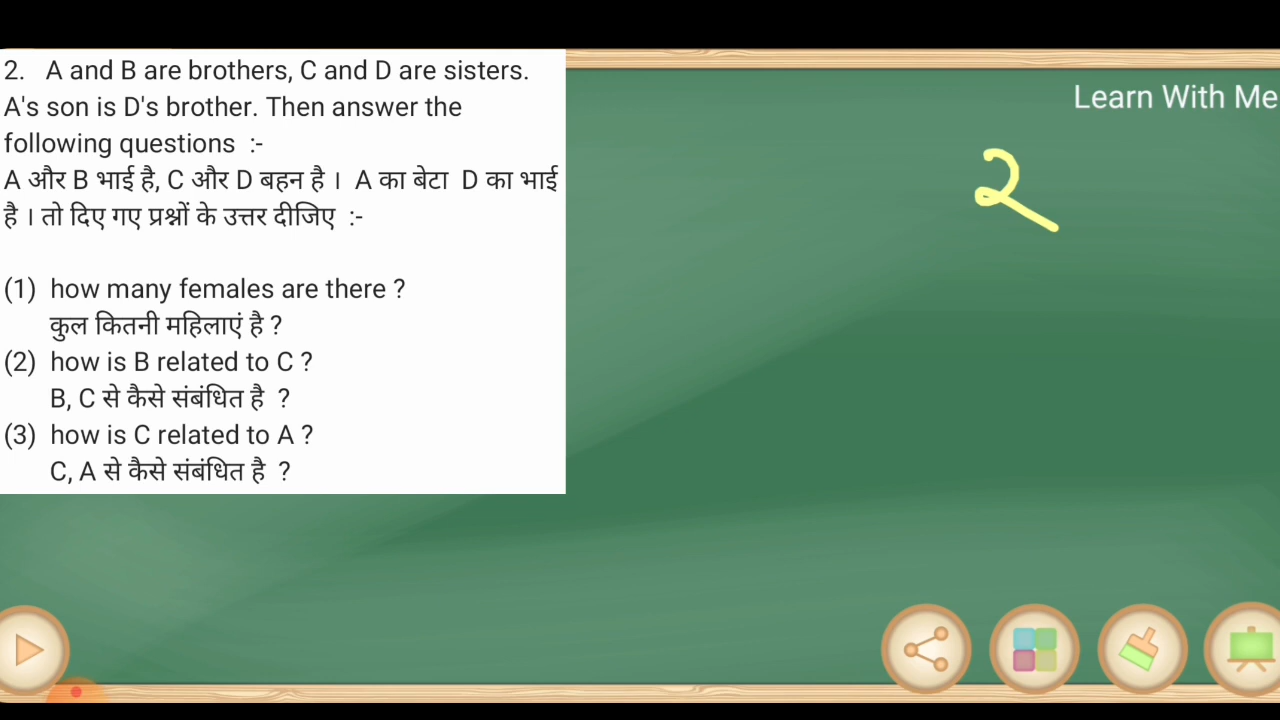 2. A and B are brothers, C and D are sisters.
A's son is D's brother. Then answer the
following questions :-
A और B भाई है, C और D बहन है । A का बेटा D का भाई
है । तो दिए गए प्रश्नों के उत्तर दीजिए :-
(1) how many females are there ?
कुल कितनी महिलाएं है ?
(2) how is B related to C ?
B, C से कैसे संबंधित है ?
(3) how is C related to A ?
C, A से कैसे संबंधित है ?
Learn With Me
२